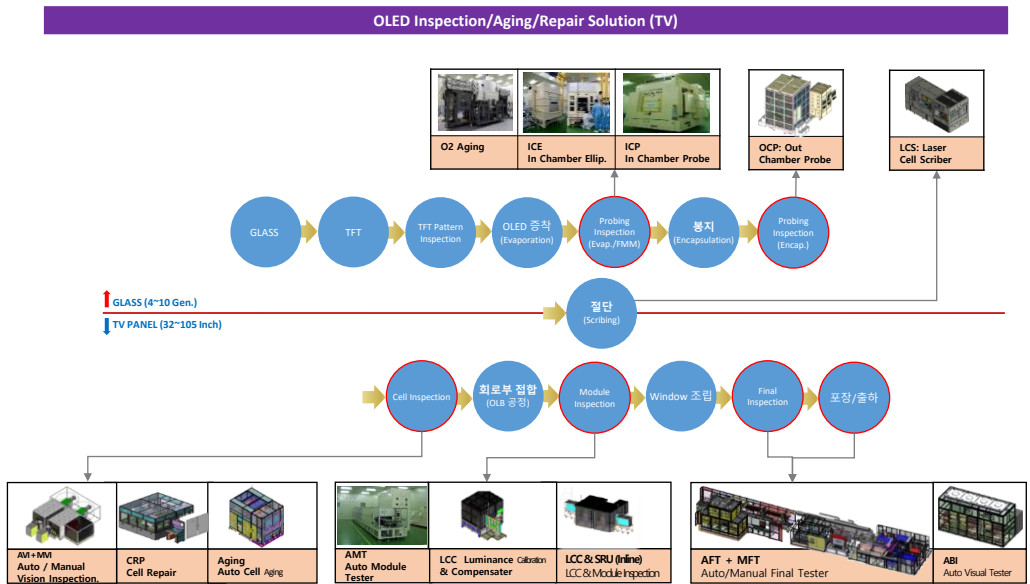 OLED Inspection/Aging/Repair Solution (TV)
O2 Aging
ICE
In Chamber Ellip.
ICP
In Chamber Probe
OCP: Out
Chamber Probe
LCS: Laser
Cell Scriber
GLASS
TFT
TFT Pattern
Inspection
OLED 증착
(Evaporation)
Probing
Inspection
(Evap./FMM)
봉지
(Encapsulation)
Probing
Inspection
(Encap.)
GLASS (4~10 Gen.)
절단
(Scribing)
TV PANEL (32~105 Inch)
Cell Inspection
회로부 접합
(OLB 공정)
Module
Inspection
Window 조립
Final
Inspection
포장/출하
AVI+MVI
Auto / Manual
Vision Inspection.
CRP
Cell Repair
Aging
Auto Cell Aging
AMT
Auto Module
Tester
LCC Luminance Calibration
& Compensater
LCC & SRU (Inline)
LCC & Module Inspection
AFT + MFT
Auto/Manual Final Tester
ABI
Auto Visual Tester